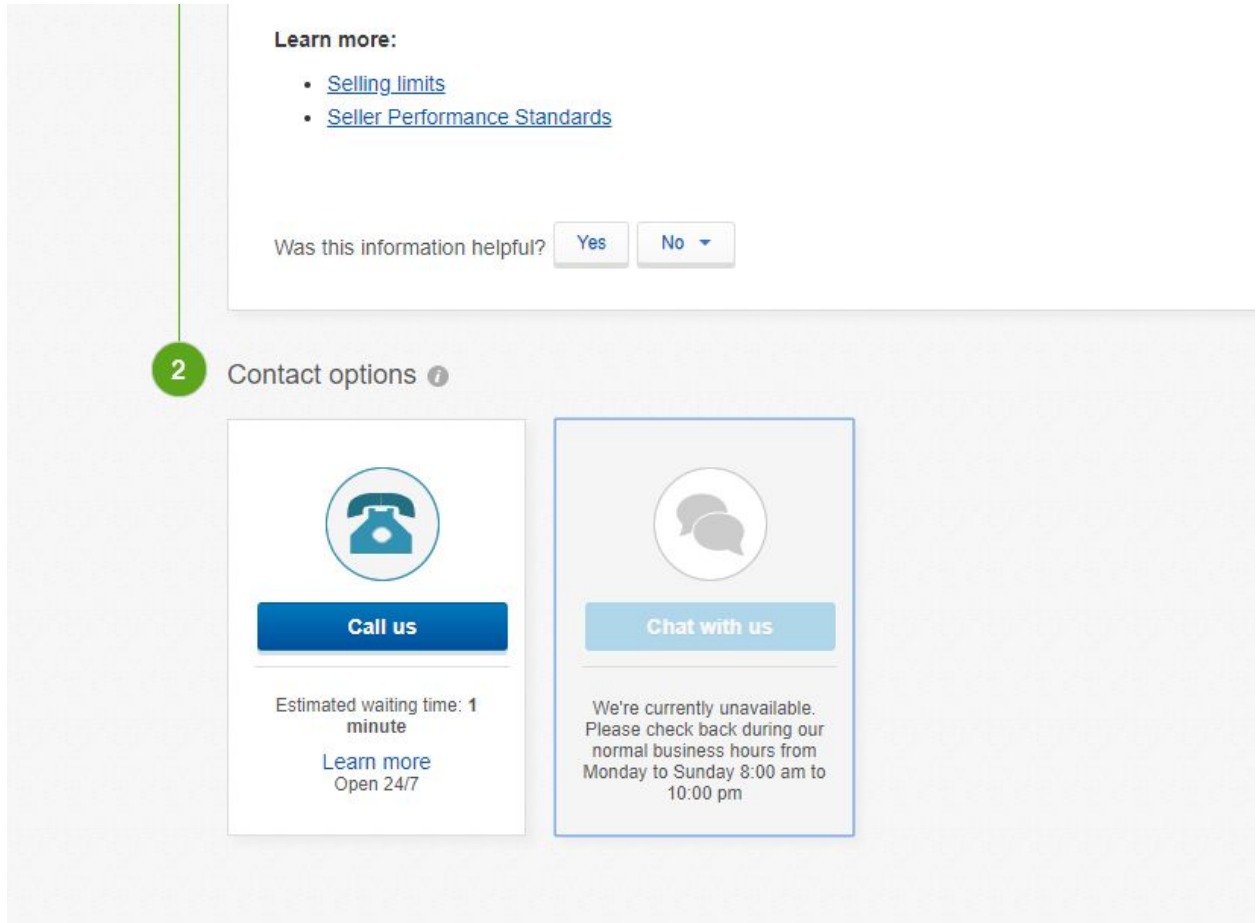 Learn more:
Selling limits
Seller Performance Standards
Was this information helpful? Yes No
2 Contact options
Call us
Estimated waiting time: 1
minute
Learn more
Open 24/7
Chat with us
We're currently unavailable.
Please check back during our
normal business hours from
Monday to Sunday 8:00 am to
10:00 pm